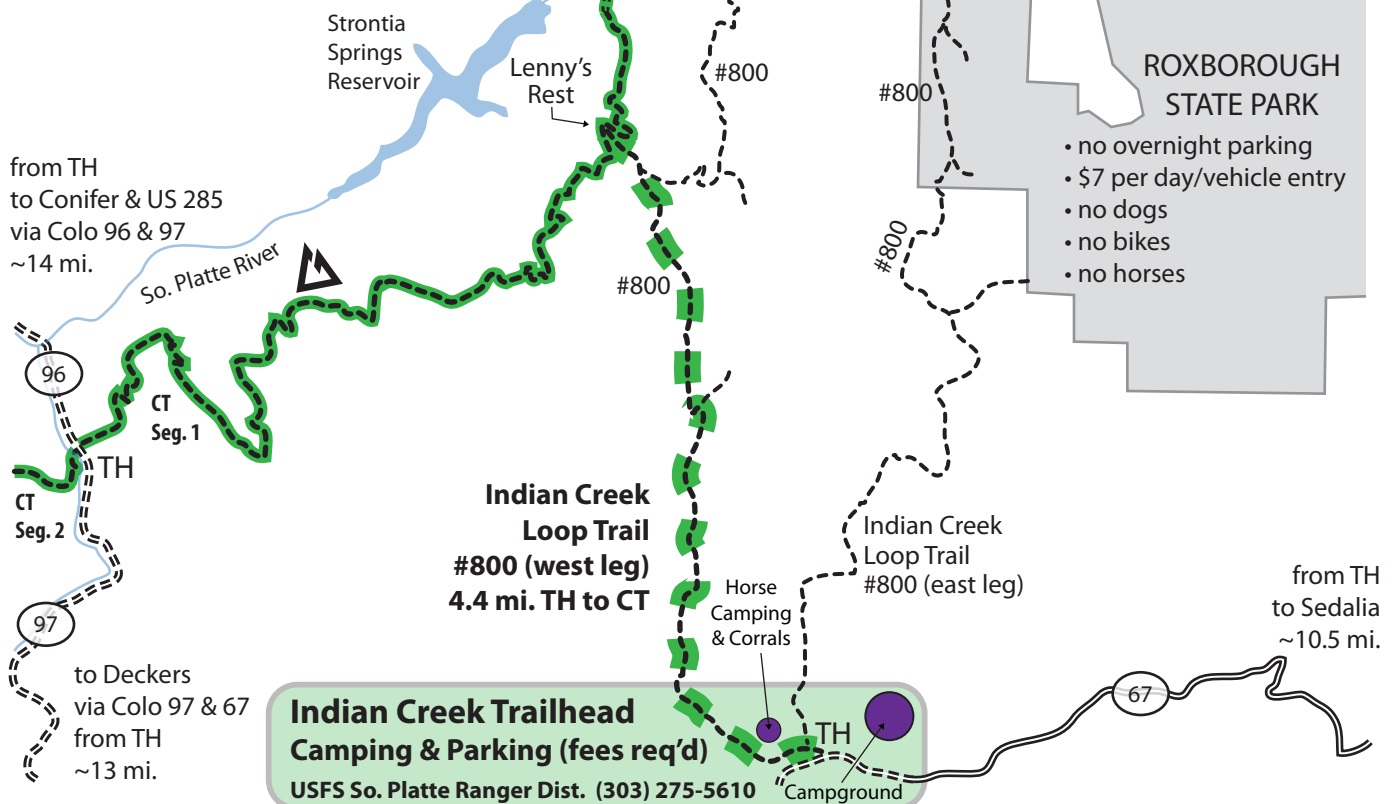 Strontia
Springs
Reservoir
Lenny's
Rest
#800
#800
ROXBOROUGH
STATE PARK
• no overnight parking
• $7 per day/vehicle entry
• no dogs
• no bikes
• no horses
from TH
to Conifer & US 285
via Colo 96 & 97
~14 mi.
So. Platte River
#800
#800
96
CT
Seg. 1
TH
CT
Seg. 2
Indian Creek
Loop Trail
#800 (west leg)
4.4 mi. TH to CT
Indian Creek
Loop Trail
#800 (east leg)
Horse
Camping
& Corrals
from TH
to Sedalia
~10.5 mi.
97
to Deckers
via Colo 97 & 67
from TH
~13 mi.
67
Indian Creek Trailhead
Camping & Parking (fees req'd)
USFS So. Platte Ranger Dist. (303) 275-5610
TH
Campground